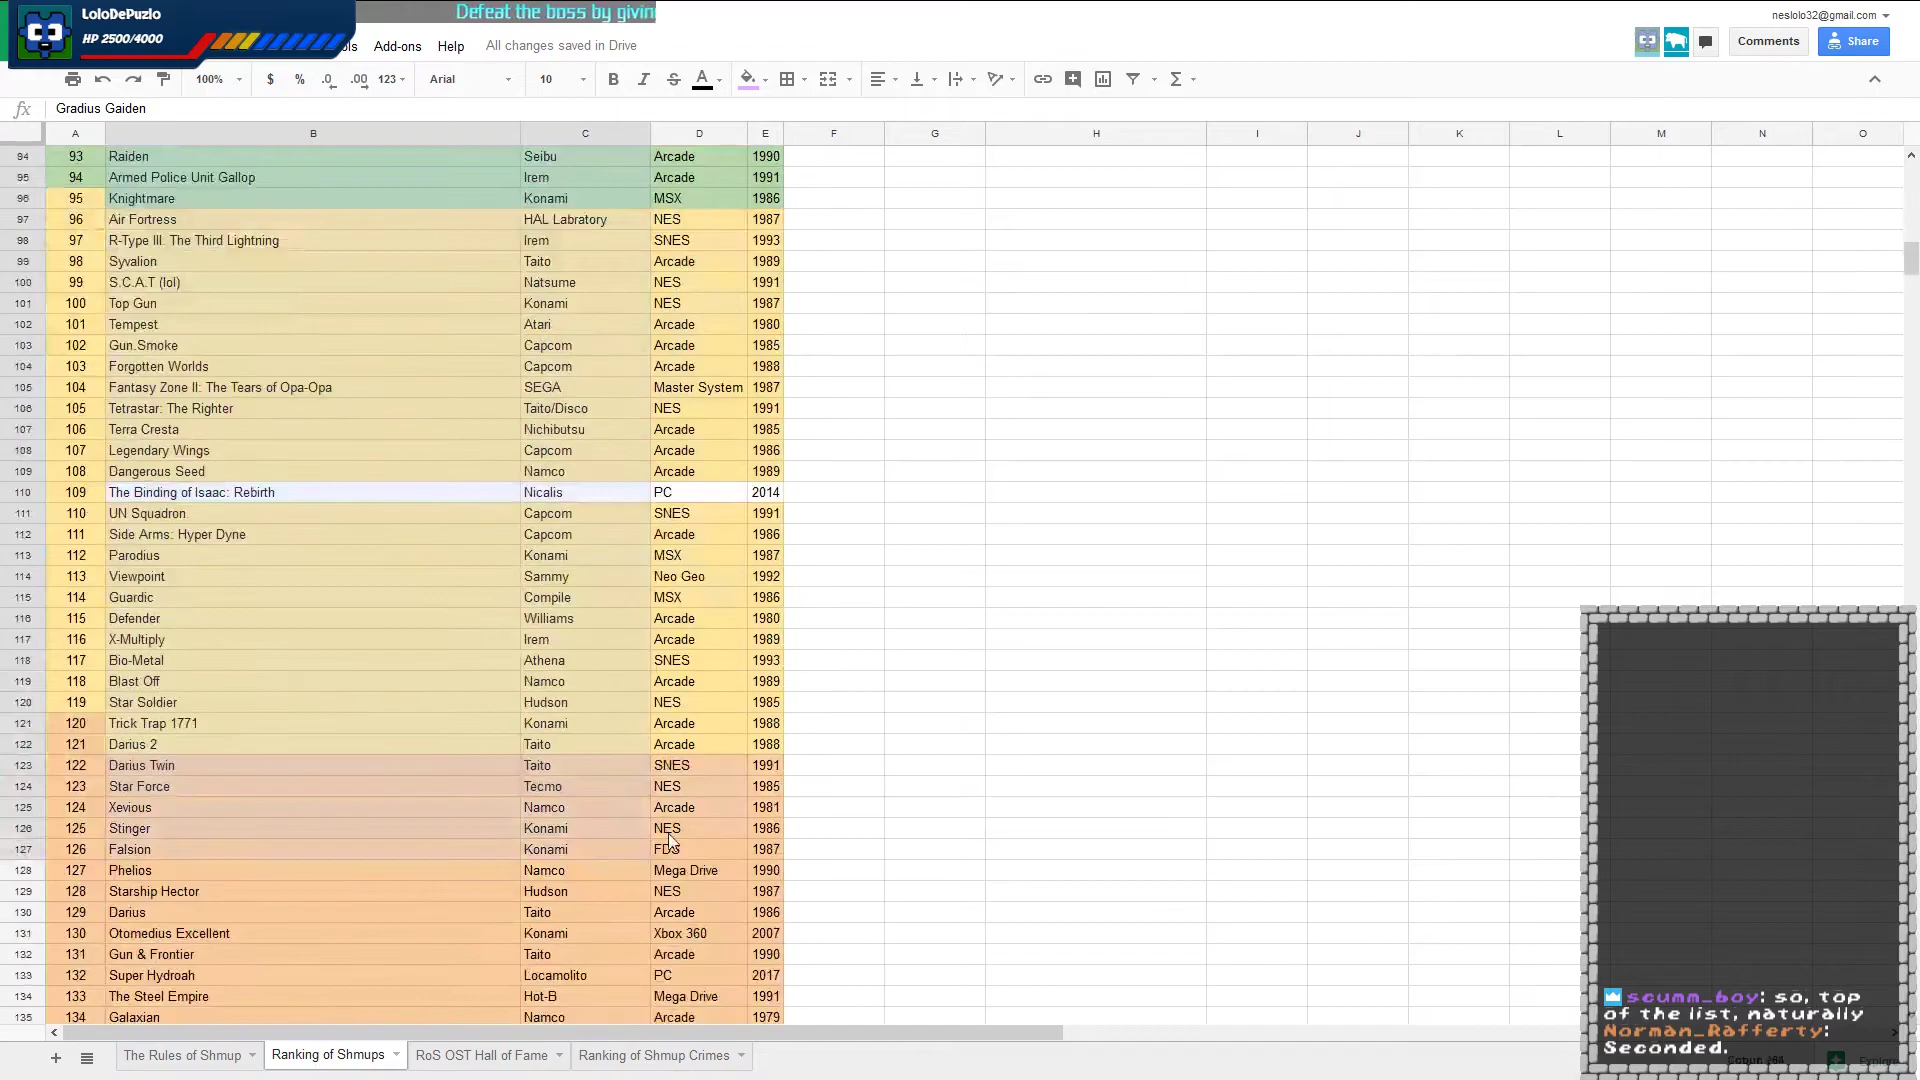 LoloDePuzlo
HP 2500/4000
Defeat the boss by givin
neslolo32@gmail.com
ls Add-ons Help All changes saved in Drive
Comments Share
100% $ % .0 .00 123 Arial 10 B I S A
fx Gradius Gaiden
A B C D E F G H I J K L M N O
94 93 Raiden Seibu Arcade 1990
95 94 Armed Police Unit Gallop Irem Arcade 1991
96 95 Knightmare Konami MSX 1986
97 96 Air Fortress HAL Labratory NES 1987
98 97 R-Type III: The Third Lightning Irem SNES 1993
99 98 Syvalion Taito Arcade 1989
100 99 S.C.A.T (lol) Natsume NES 1991
101 100 Top Gun Konami NES 1987
102 101 Tempest Atari Arcade 1980
103 102 Gun.Smoke Capcom Arcade 1985
104 103 Forgotten Worlds Capcom Arcade 1988
105 104 Fantasy Zone II: The Tears of Opa-Opa SEGA Master System 1987
106 105 Tetrastar: The Righter Taito/Disco NES 1991
107 106 Terra Cresta Nichibutsu Arcade 1985
108 107 Legendary Wings Capcom Arcade 1986
109 108 Dangerous Seed Namco Arcade 1989
110 109 The Binding of Isaac: Rebirth Nicalis PC 2014
111 110 UN Squadron Capcom SNES 1991
112 111 Side Arms: Hyper Dyne Capcom Arcade 1986
113 112 Parodius Konami MSX 1987
114 113 Viewpoint Sammy Neo Geo 1992
115 114 Guardic Compile MSX 1986
116 115 Defender Williams Arcade 1980
117 116 X-Multiply Irem Arcade 1989
118 117 Bio-Metal Athena SNES 1993
119 118 Blast Off Namco Arcade 1989
120 119 Star Soldier Hudson NES 1985
121 120 Trick Trap 1771 Konami Arcade 1988
122 121 Darius 2 Taito Arcade 1988
123 122 Darius Twin Taito SNES 1991
124 123 Star Force Tecmo NES 1985
125 124 Xevious Namco Arcade 1981
126 125 Stinger Konami NES 1986
127 126 Falsion Konami FDS 1987
128 127 Phelios Namco Mega Drive 1990
129 128 Starship Hector Hudson NES 1987
130 129 Darius Taito Arcade 1986
131 130 Otomedius Excellent Konami Xbox 360 2007
132 131 Gun & Frontier Taito Arcade 1990
133 132 Super Hydroah Locamolito PC 2017
134 133 The Steel Empire Hot-B Mega Drive 1991
135 134 Galaxian Namco Arcade 1979
scumm_boy: so, top
of the list, naturally
Norman_Rafferty:
Seconded.
The Rules of Shmup Ranking of Shmups RoS OST Hall of Fame Ranking of Shmup Crimes
Explore